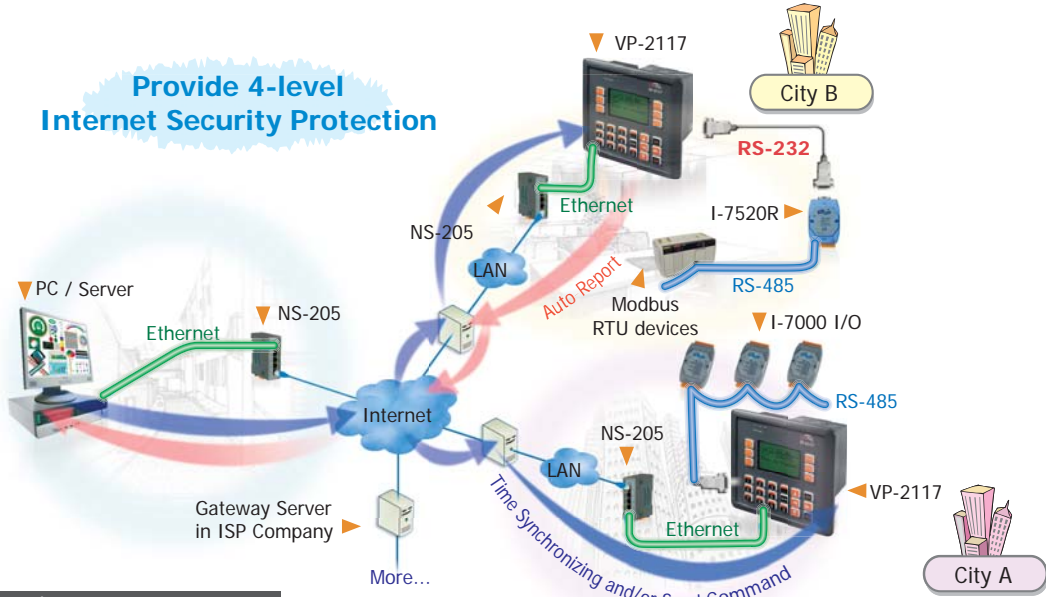 Provide 4-level
Internet Security Protection
VP-2117
City B
RS-232
Ethernet
I-7520R
NS-205
LAN
Auto Report
RS-485
Modbus
RTU devices
PC / Server
NS-205
Ethernet
I-7000 I/O
Internet
RS-485
NS-205
LAN
VP-2117
Gateway Server
in ISP Company
Ethernet
Time Synchronizing and/or Send Command
City A
More...